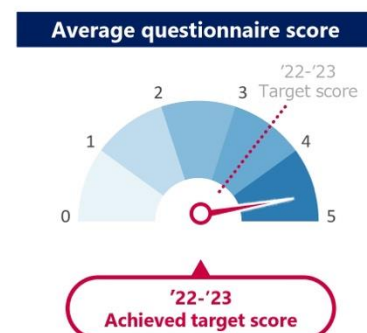 Average questionnaire score
'22-'23
Target score
0
1
2
3
4
5
'22-'23
Achieved target score